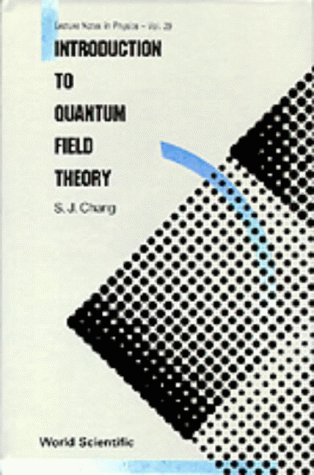 Lecture Notes in Physics – Vol. 29
INTRODUCTION
TO
QUANTUM
FIELD
THEORY
S. J. Chang
World Scientific